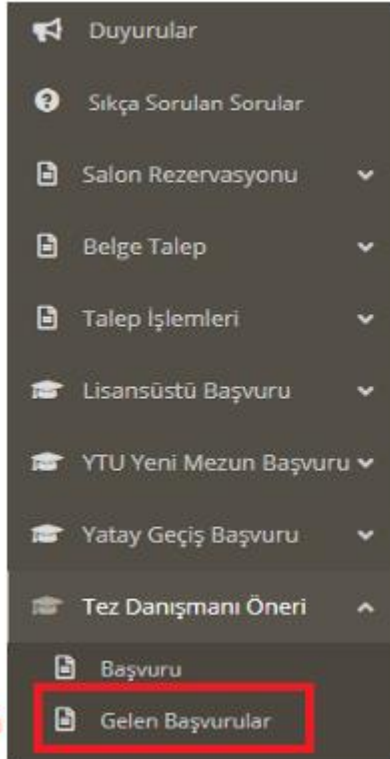 Duyurular
Sıkça Sorulan Sorular
Salon Rezervasyonu
Belge Talep
Talep İşlemleri
Lisansüstü Başvuru
YTU Yeni Mezun Başvuru
Yatay Geçiş Başvuru
Tez Danışmanı Öneri
Başvuru
Gelen Başvurular